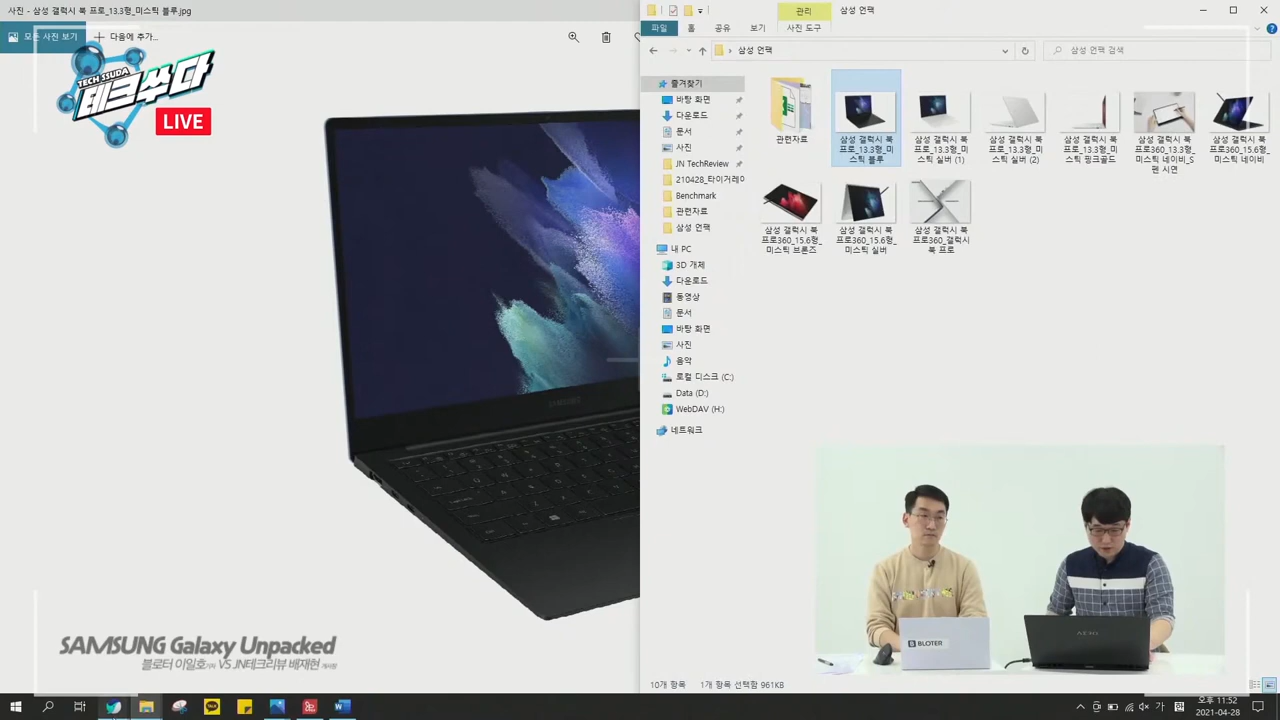 사진 - 삼성 갤럭시 북 프로_13.3형_미스틱 블루.jpg
모든 사진 보기
다음에 추가...
TECH SSUDA
테크쑤다
LIVE
SAMSUNG
SAMSUNG Galaxy Unpacked
블로터 이일호기자 VS JN테크리뷰 배재현
관리
삼성 언팩
파일
홈
공유
보기
사진 도구
삼성 언팩
삼성 언팩 검색
즐겨찾기
바탕 화면
다운로드
문서
사진
JN TechReview
210428_타이거레이
Benchmark
관련자료
삼성 언팩
내 PC
3D 개체
다운로드
동영상
문서
바탕 화면
사진
음악
로컬 디스크 (C:)
Data (D:)
WebDAV (H:)
네트워크
관련자료
삼성 갤럭시 북
프로_13.3형_미
스틱 블루
삼성 갤럭시 북
프로_13.3형_미
스틱 실버 (1)
삼성 갤럭시 북
프로_13.3형_미
스틱 실버 (2)
삼성 갤럭시 북
프로_13.3형_미
스틱 핑크골드
삼성 갤럭시 북
프로360_13.3형_
미스틱 네이비_S
펜 시연
삼성 갤럭시 북
프로360_15.6형_
미스틱 네이비
삼성 갤럭시 북
프로360_15.6형_
미스틱 브론즈
삼성 갤럭시 북
프로360_15.6형_
미스틱 실버
삼성 갤럭시 북
프로360_갤럭시
북 프로
BLOTER
AERO
10개 항목
1개 항목 선택함 961KB
TALK
가
오후 11:52
2021-04-28